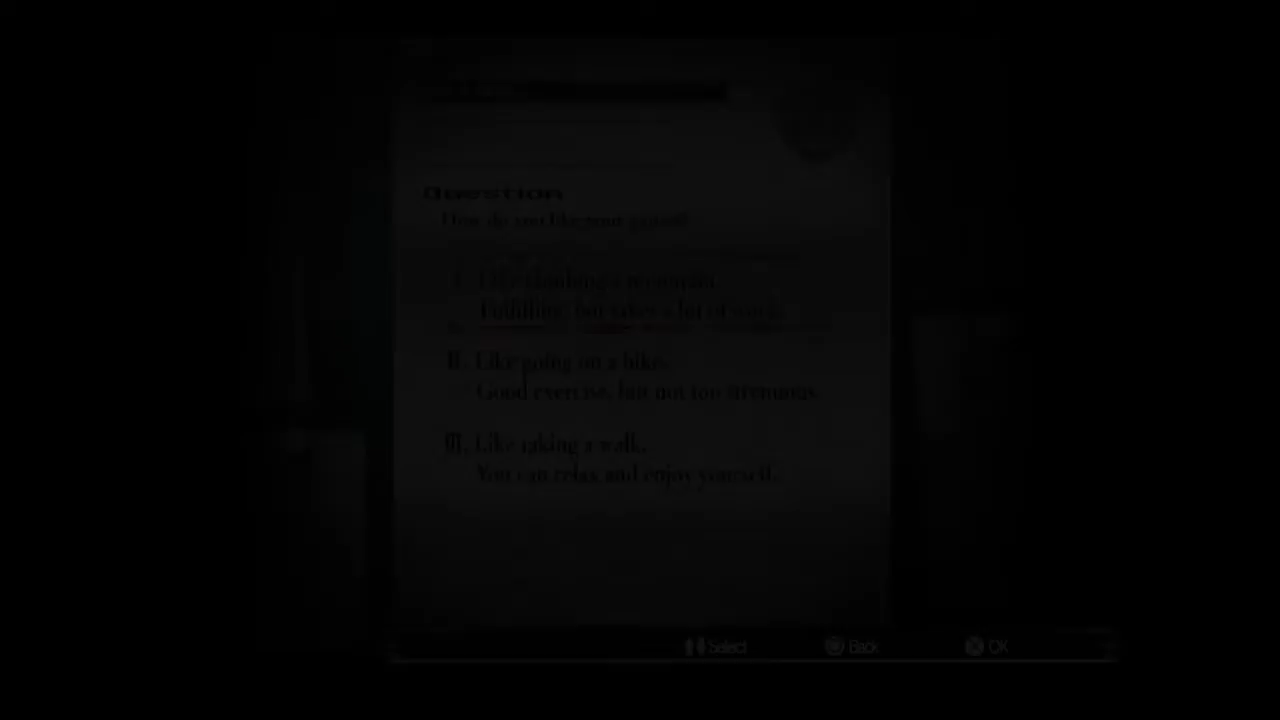 Question
How do you like your games?
I. Like climbing a mountain.
Fulfilling, but takes a lot of work.
II. Like going on a hike.
Good exercise, but not too strenuous.
III. Like taking a walk.
You can relax and enjoy yourself.
Select Back OK